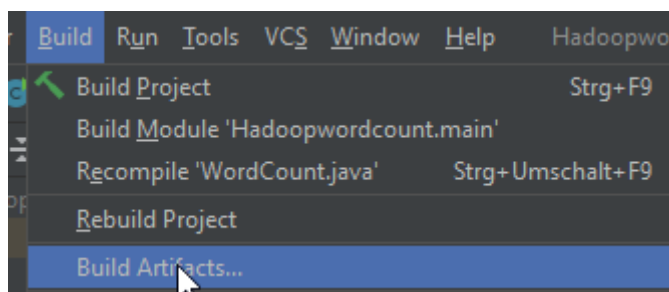 Build Run Tools VCS Window Help Hadoopwo
Build Project Strg+F9
Build Module 'Hadoopwordcount.main'
Recompile 'WordCount.java' Strg+Umschalt+F9
Rebuild Project
Build Artifacts...